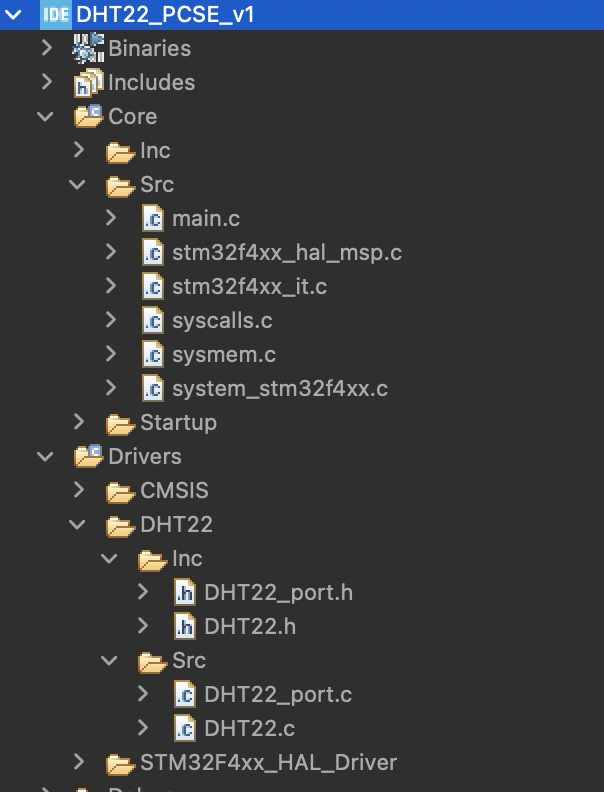 IDE DHT22_PCSE_v1
Binaries
Includes
Core
Inc
Src
main.c
stm32f4xx_hal_msp.c
stm32f4xx_it.c
syscalls.c
sysmem.c
system_stm32f4xx.c
Startup
Drivers
CMSIS
DHT22
Inc
DHT22_port.h
DHT22.h
Src
DHT22_port.c
DHT22.c
STM32F4xx_HAL_Driver